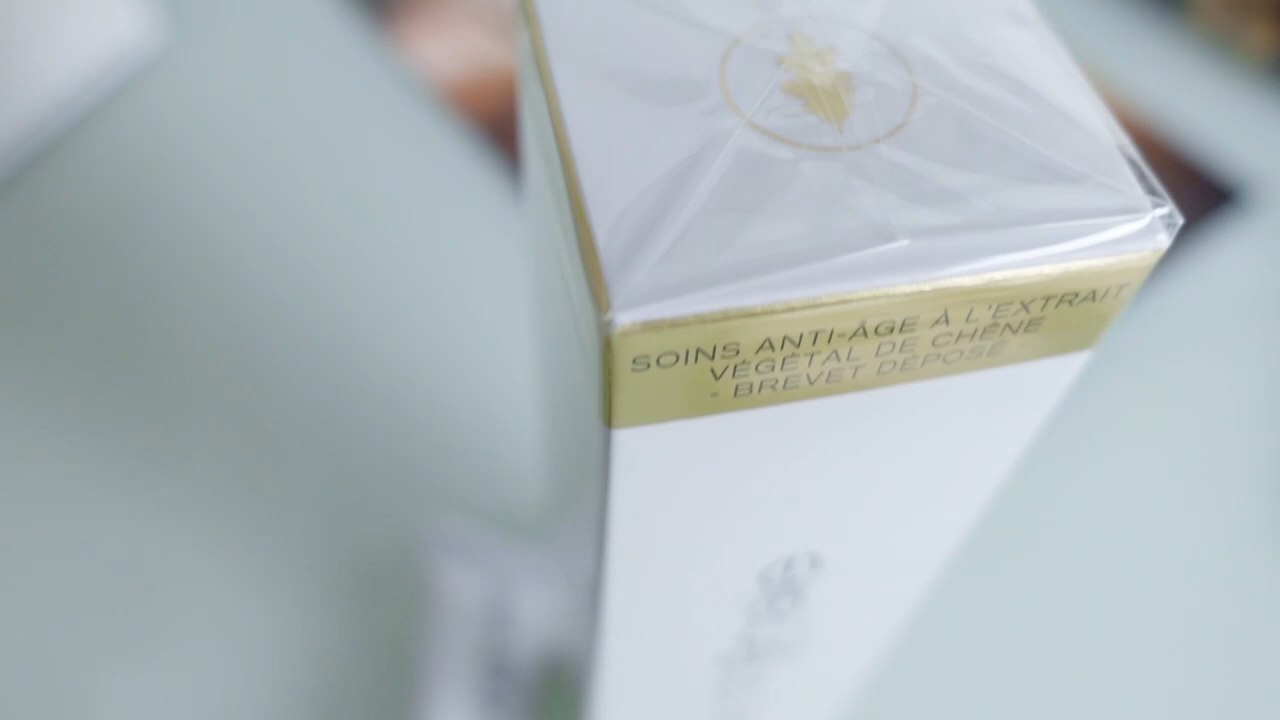 SOINS ANTI-ÂGE À L'EXTRAIT
VÉGÉTAL DE CHÊNE
- BREVET DÉPOSÉ -